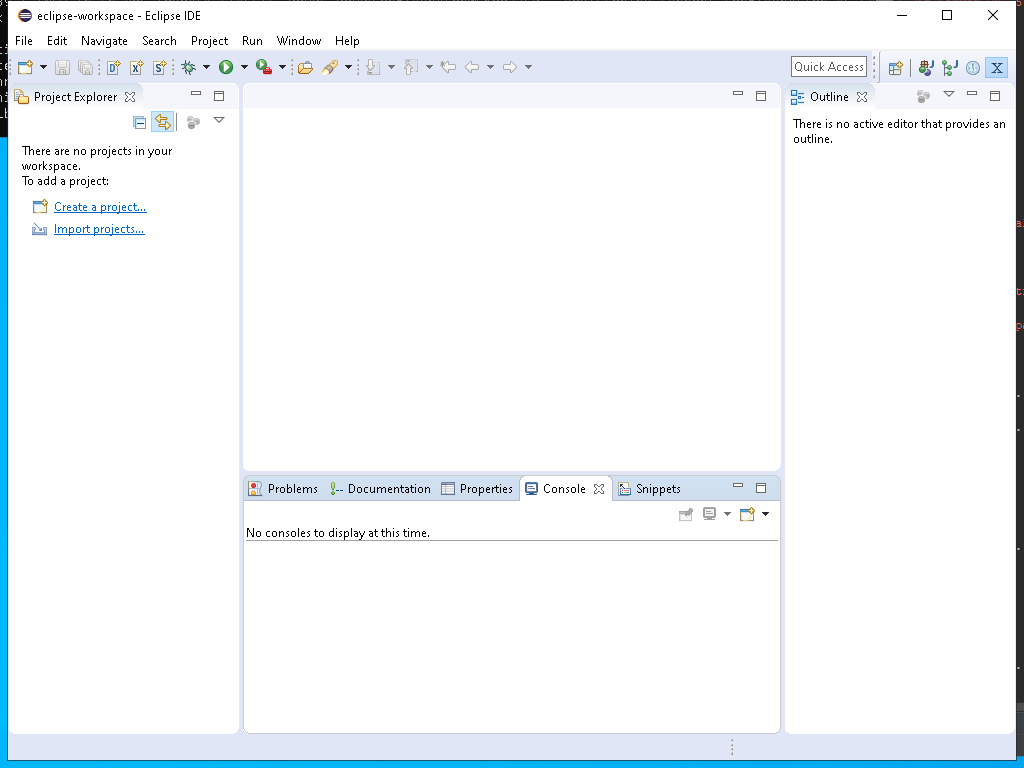 eclipse-workspace - Eclipse IDE
File Edit Navigate Search Project Run Window Help
Quick Access
Project Explorer
There are no projects in your
workspace.
To add a project:
Create a project...
Import projects...
Outline
There is no active editor that provides an
outline.
Problems Documentation Properties Console Snippets
No consoles to display at this time.